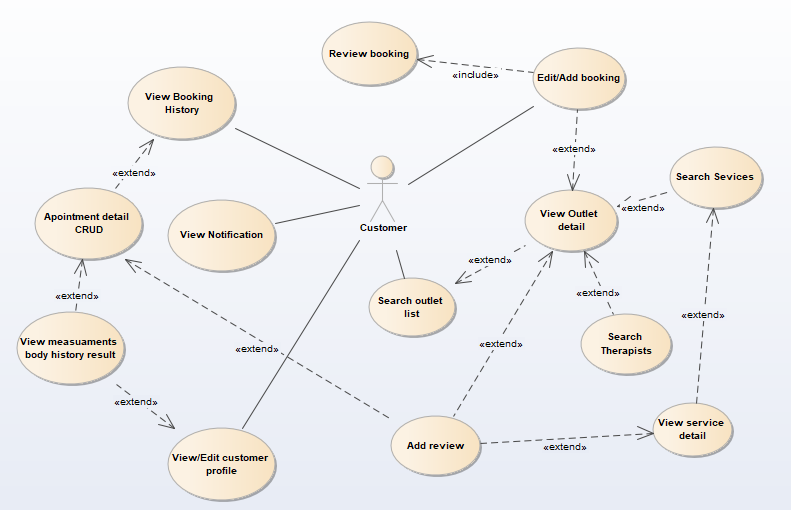 Review booking
«include»
Edit/Add booking
View Booking
History
«extend»
«extend»
Search Sevices
Apointment detail
CRUD
View Notification
Customer
View Outlet
detail
«extend»
«extend»
Search outlet
list
«extend»
«extend»
Search
Therapists
«extend»
«extend»
View measuaments
body history result
«extend»
«extend»
View/Edit customer
profile
Add review
«extend»
View service
detail